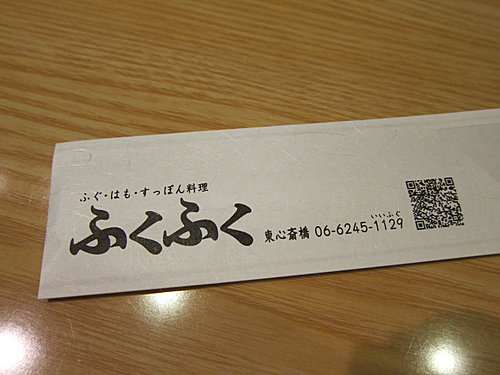 ふぐ・はも・すっぽん料理
ふくふく
東心斎橋 06-6245-1129
いいふぐ